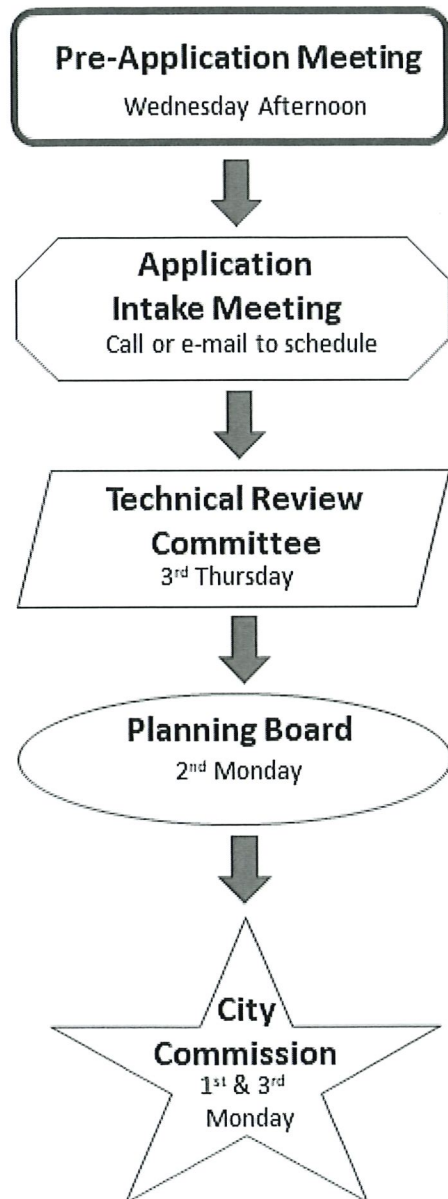 Pre-Application Meeting
Wednesday Afternoon
Application
Intake Meeting
Call or e-mail to schedule
Technical Review
Committee
3rd Thursday
Planning Board
2nd Monday
City
Commission
1st & 3rd
Monday